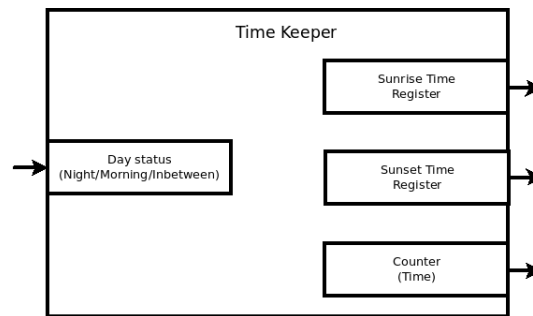 Time Keeper
Sunrise Time
Register
Day status
(Night/Morning/Inbetween)
Sunset Time
Register
Counter
(Time)